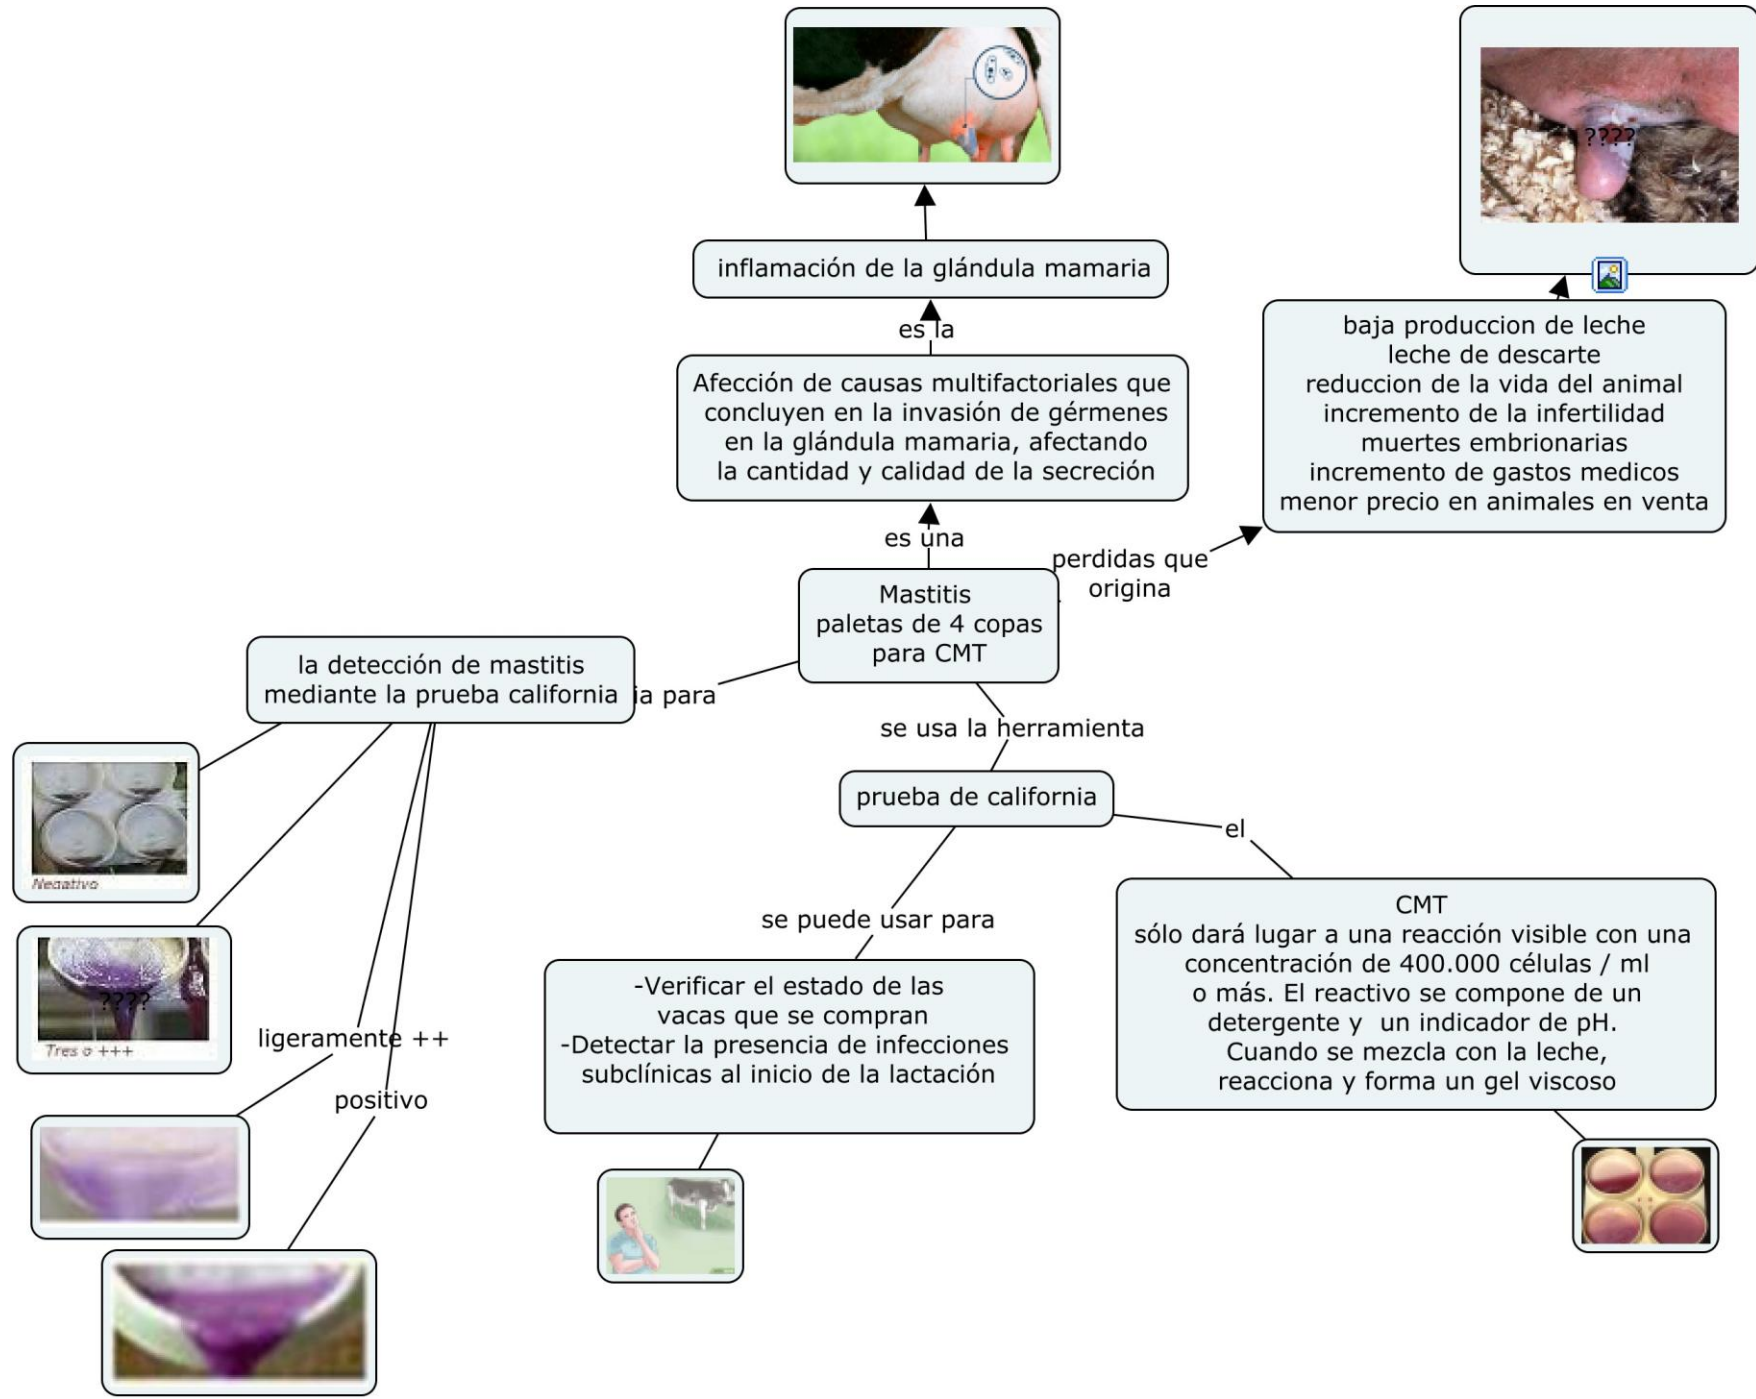 ????
inflamación de la glándula mamaria
es la
Afección de causas multifactoriales que
concluyen en la invasión de gérmenes
en la glándula mamaria, afectando
la cantidad y calidad de la secreción
baja produccion de leche
leche de descarte
reduccion de la vida del animal
incremento de la infertilidad
muertes embrionarias
incremento de gastos medicos
menor precio en animales en venta
es una
perdidas que
origina
Mastitis
paletas de 4 copas
para CMT
la detección de mastitis
mediante la prueba california
para
se usa la herramienta
prueba de california
el
Negativo
se puede usar para
CMT
sólo dará lugar a una reacción visible con una
concentración de 400.000 células / ml
o más. El reactivo se compone de un
detergente y un indicador de pH.
Cuando se mezcla con la leche,
reacciona y forma un gel viscoso
-Verificar el estado de las
vacas que se compran
-Detectar la presencia de infecciones
subclínicas al inicio de la lactación
????
Tres o +++
ligeramente ++
positivo